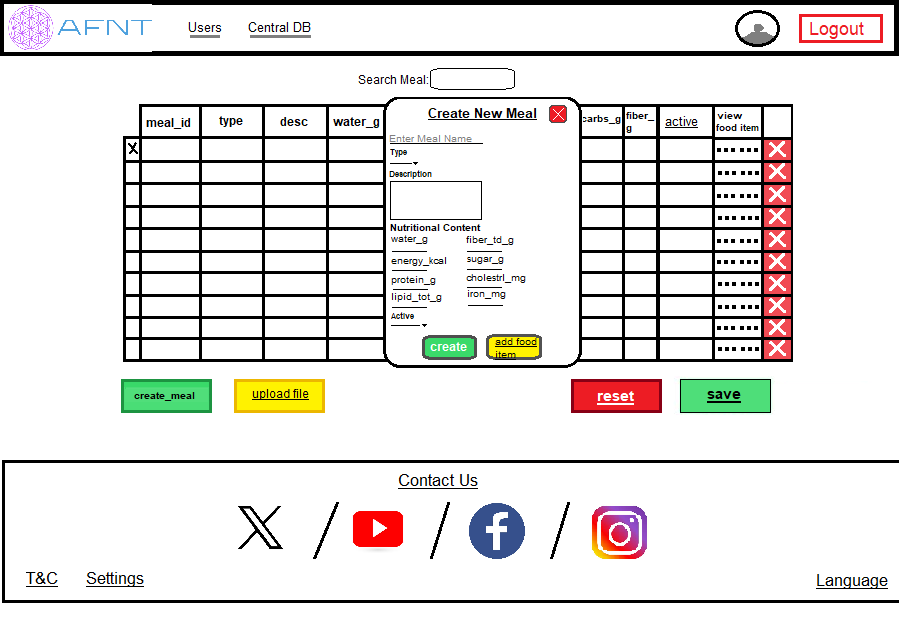 AFNT
Users
Central DB
Logout
Search Meal:
meal_id
type
desc
water_g
carbs_g
fiber_
g
active
view
food item
X
Create New Meal
Enter Meal Name
Type
Description
Nutritional Content
water_g
fiber_td_g
energy_kcal
sugar_g
protein_g
cholestrl_mg
lipid_tot_g
iron_mg
Active
create
add food
item
create_meal
upload file
reset
save
Contact Us
T&C
Settings
Language